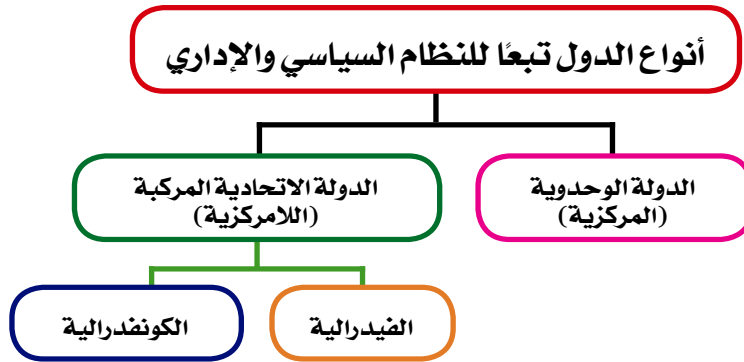 أنواع الدول تبعًا للنظام السياسي والإداري
الدولة الوحدوية
(المركزية)
الدولة الاتحادية المركبة
(اللامركزية)
الفيدرالية
الكونفدرالية